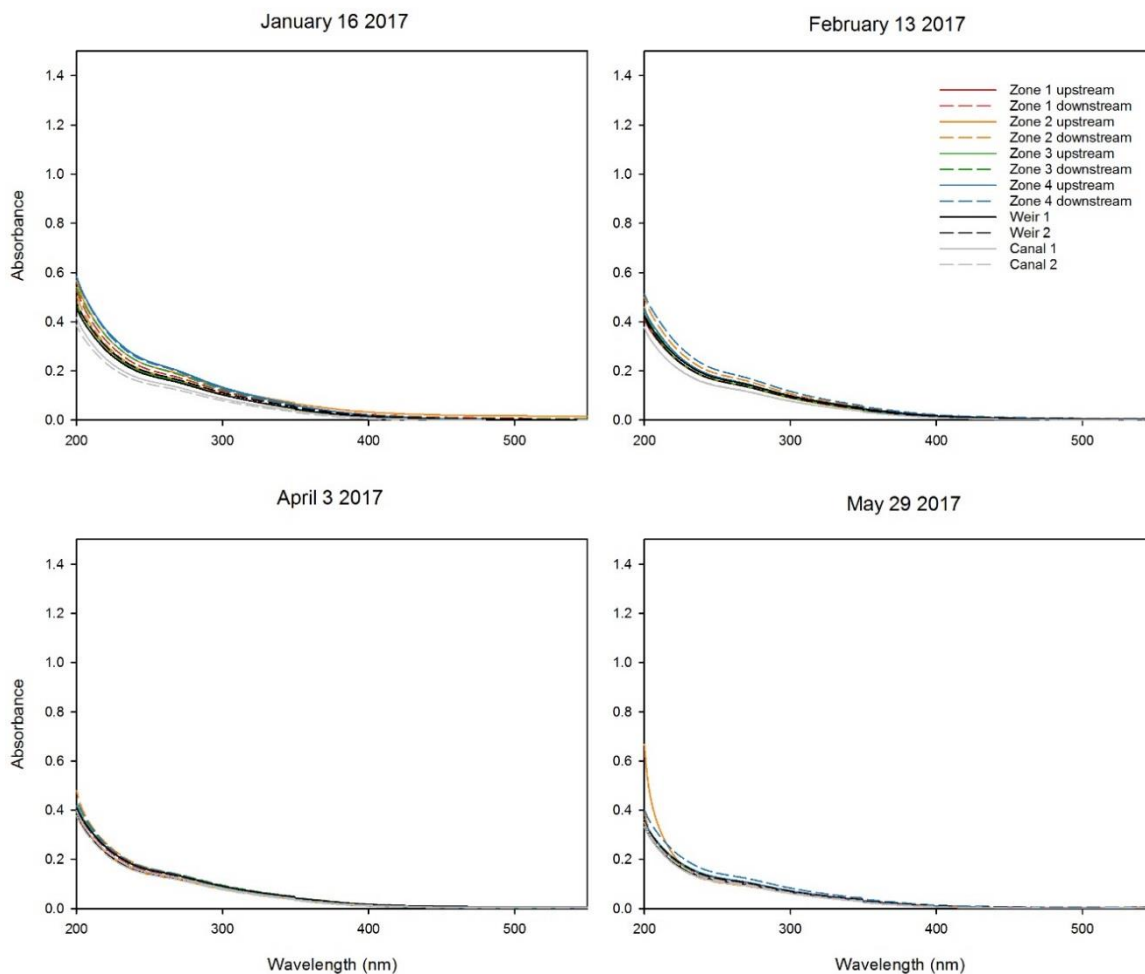 January 16 2017
1.4
1.2
1.0
0.8
0.6
0.4
0.2
0.0
Absorbance
200 300 400 500
February 13 2017
1.4
1.2
1.0
0.8
0.6
0.4
0.2
0.0
200 300 400 500
Zone 1 upstream
Zone 1 downstream
Zone 2 upstream
Zone 2 downstream
Zone 3 upstream
Zone 3 downstream
Zone 4 upstream
Zone 4 downstream
Weir 1
Weir 2
Canal 1
Canal 2
April 3 2017
1.4
1.2
1.0
0.8
0.6
0.4
0.2
0.0
Absorbance
200 300 400 500
Wavelength (nm)
May 29 2017
1.4
1.2
1.0
0.8
0.6
0.4
0.2
0.0
200 300 400 500
Wavelength (nm)